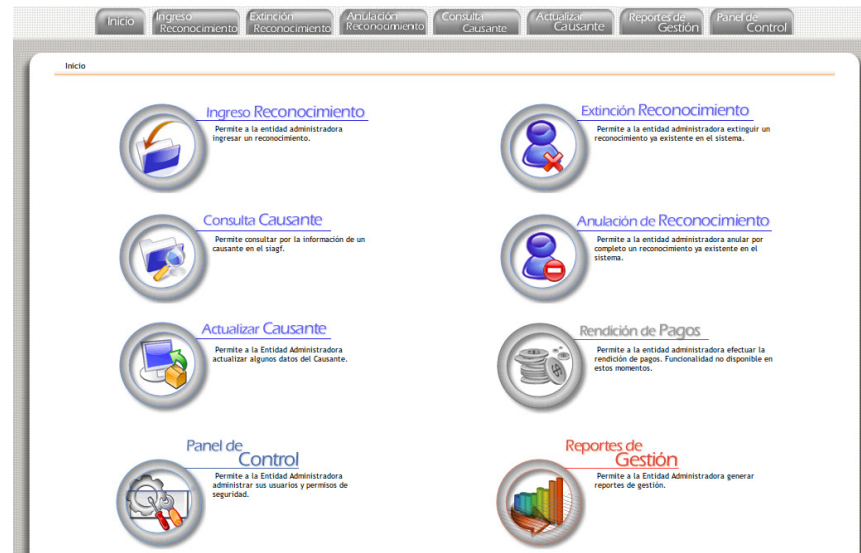 Inicio
Ingreso
Reconocimiento
Extinción
Reconocimiento
Anulación
Reconocimiento
Consulta
Causante
Actualizar
Causante
Reportes de
Gestión
Panel de
Control
Inicio
Ingreso Reconocimiento
Permite a la entidad administradora
ingresar un reconocimiento.
Extinción Reconocimiento
Permite a la entidad administradora extinguir un
reconocimiento ya existente en el sistema.
Consulta Causante
Permite consultar por la información de un
causante en el siagf.
Anulación de Reconocimiento
Permite a la entidad administradora anular por
completo un reconocimiento ya existente en el
sistema.
Actualizar Causante
Permite a la Entidad Administradora
actualizar algunos datos del Causante.
Rendición de Pagos
Permite a la entidad administradora efectuar la
rendición de pagos. Funcionalidad no disponible en
estos momentos.
Panel de
Control
Permite a la Entidad Administradora
administrar sus usuarios y permisos de
seguridad.
Reportes de
Gestión
Permite a la Entidad Administradora generar
reportes de gestión.